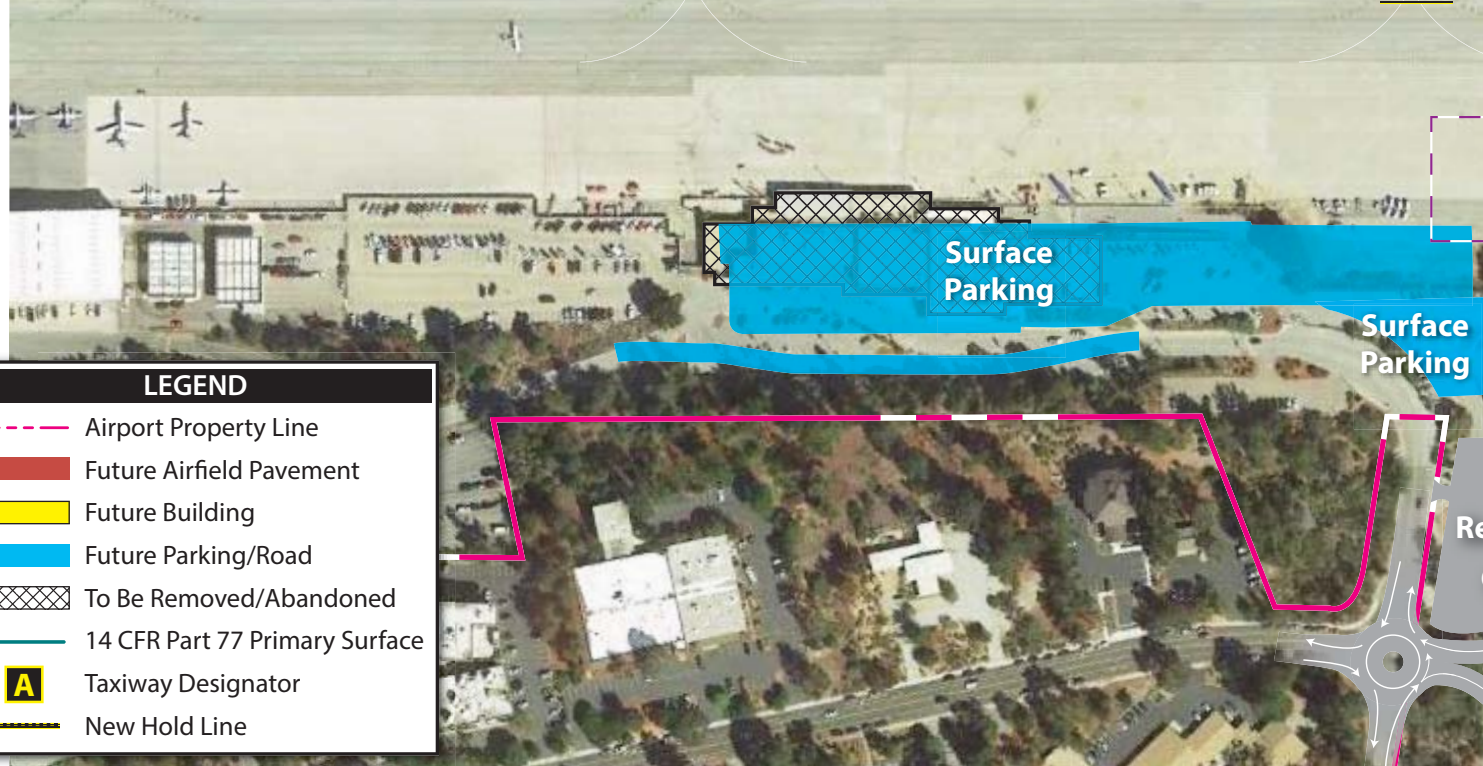 Surface
Parking
Surface
Parking
LEGEND
Airport Property Line
Future Airfield Pavement
Future Building
Future Parking/Road
To Be Removed/Abandoned
14 CFR Part 77 Primary Surface
A
Taxiway Designator
New Hold Line